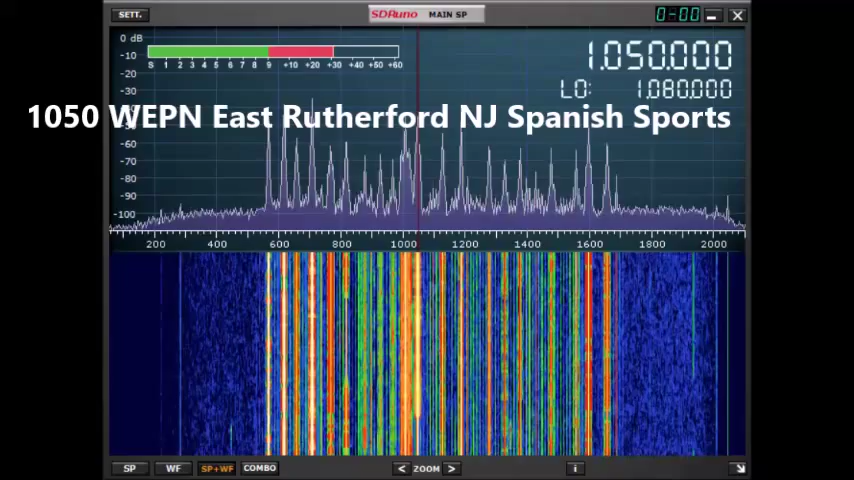 SETT.
SDRuno MAIN SP
0-00
0 dB
-10
-20
-30
S 1 2 3 4 5 6 7 8 9 +10 +20 +30 +40 +50 +60
1.050.000
LO: 1.080.000
1050 WEPN East Rutherford NJ Spanish Sports
-60
-70
-80
-90
-100
200 400 600 800 1000 1200 1400 1600 1800 2000
SP WF SP+WF COMBO < ZOOM > i